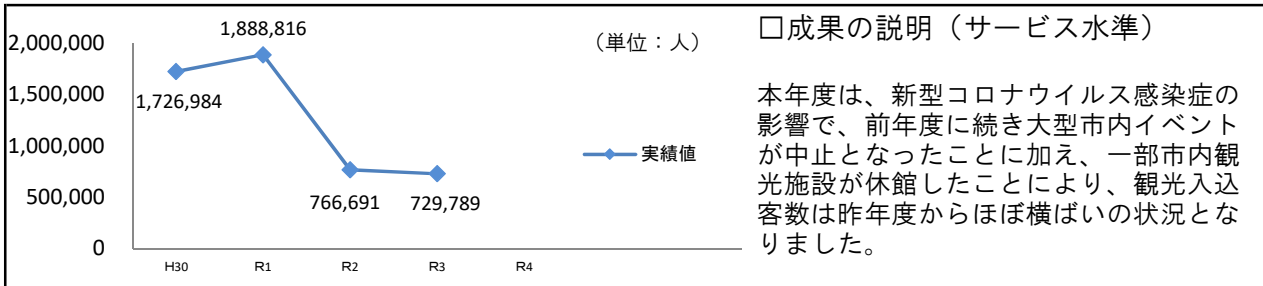 2,000,000
1,500,000
1,000,000
500,000
0
1,888,816
1,726,984
766,691
729,789
（単位：人）
実績値
H30
R1
R2
R3
R4
□成果の説明（サービス水準）
本年度は、新型コロナウイルス感染症の
影響で、前年度に続き大型市内イベント
が中止となったことに加え、一部市内観
光施設が休館したことにより、観光入込
客数は昨年度からほぼ横ばいの状況とな
りました。